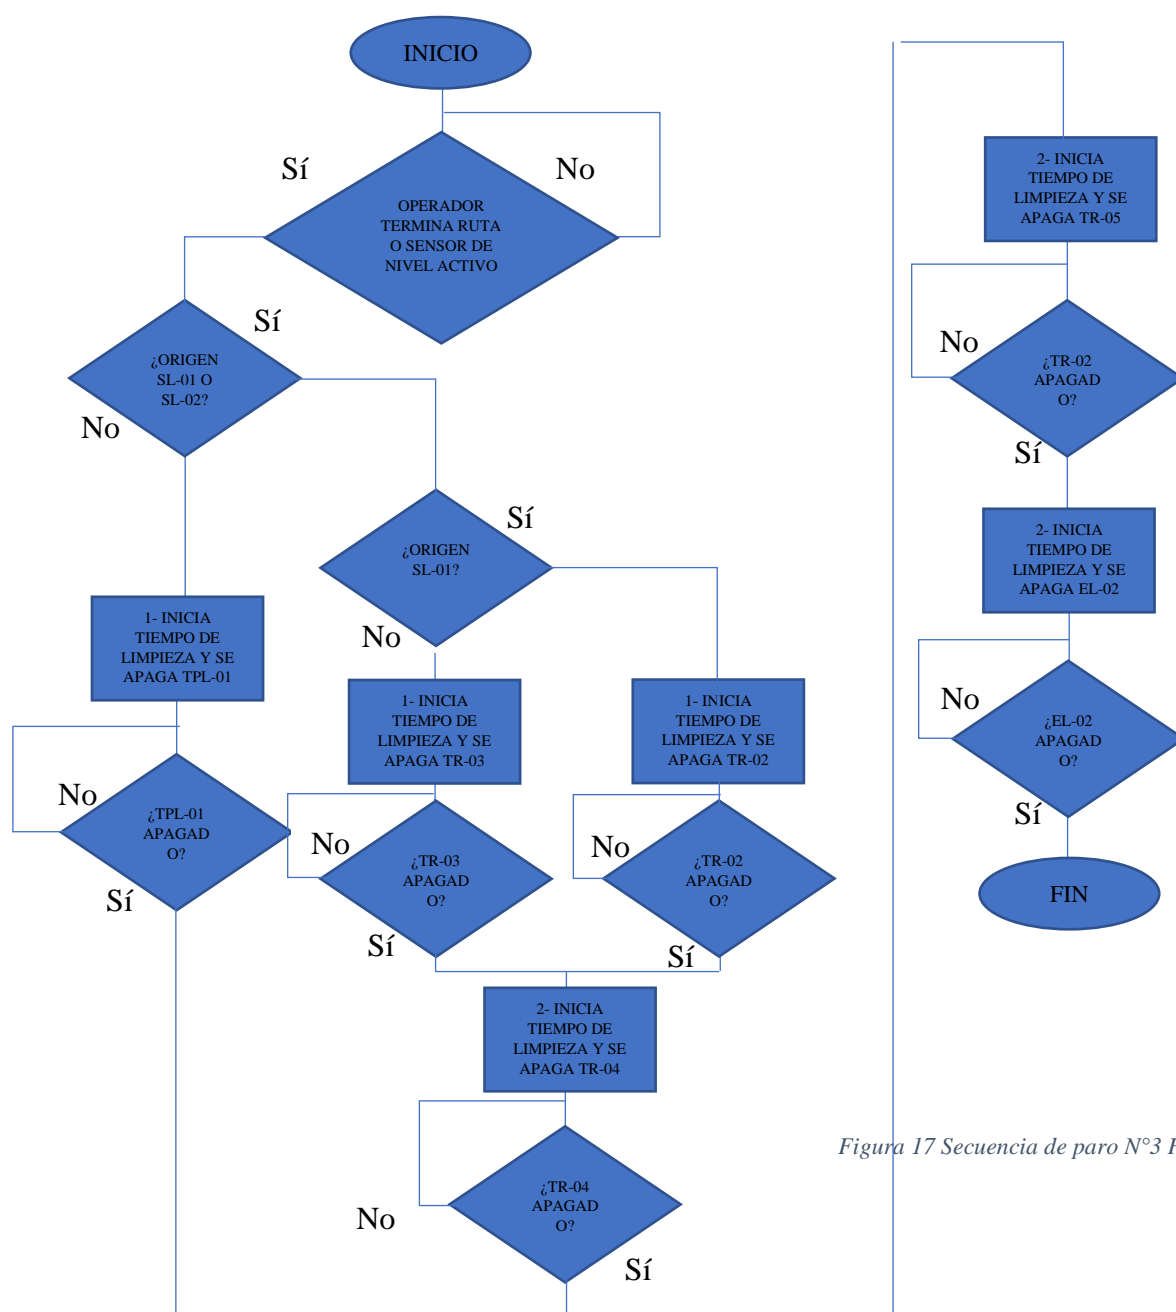 INICIO
Sí
No
OPERADOR
TERMINA RUTA
O SENSOR DE
NIVEL ACTIVO
Sí
¿ORIGEN
SL-01 O
SL-02?
No
Sí
¿ORIGEN
SL-01?
No
1- INICIA
TIEMPO DE
LIMPIEZA Y SE
APAGA TPL-01
1- INICIA
TIEMPO DE
LIMPIEZA Y SE
APAGA TR-03
1- INICIA
TIEMPO DE
LIMPIEZA Y SE
APAGA TR-02
No
¿TPL-01
APAGAD
O?
Sí
No
¿TR-03
APAGAD
O?
Sí
No
¿TR-02
APAGAD
O?
Sí
2- INICIA
TIEMPO DE
LIMPIEZA Y SE
APAGA TR-04
¿TR-04
APAGAD
O?
No
Sí
2- INICIA
TIEMPO DE
LIMPIEZA Y SE
APAGA TR-05
No
¿TR-02
APAGAD
O?
Sí
2- INICIA
TIEMPO DE
LIMPIEZA Y SE
APAGA EL-02
No
¿EL-02
APAGAD
O?
Sí
FIN
Figura 17 Secuencia de paro N°3